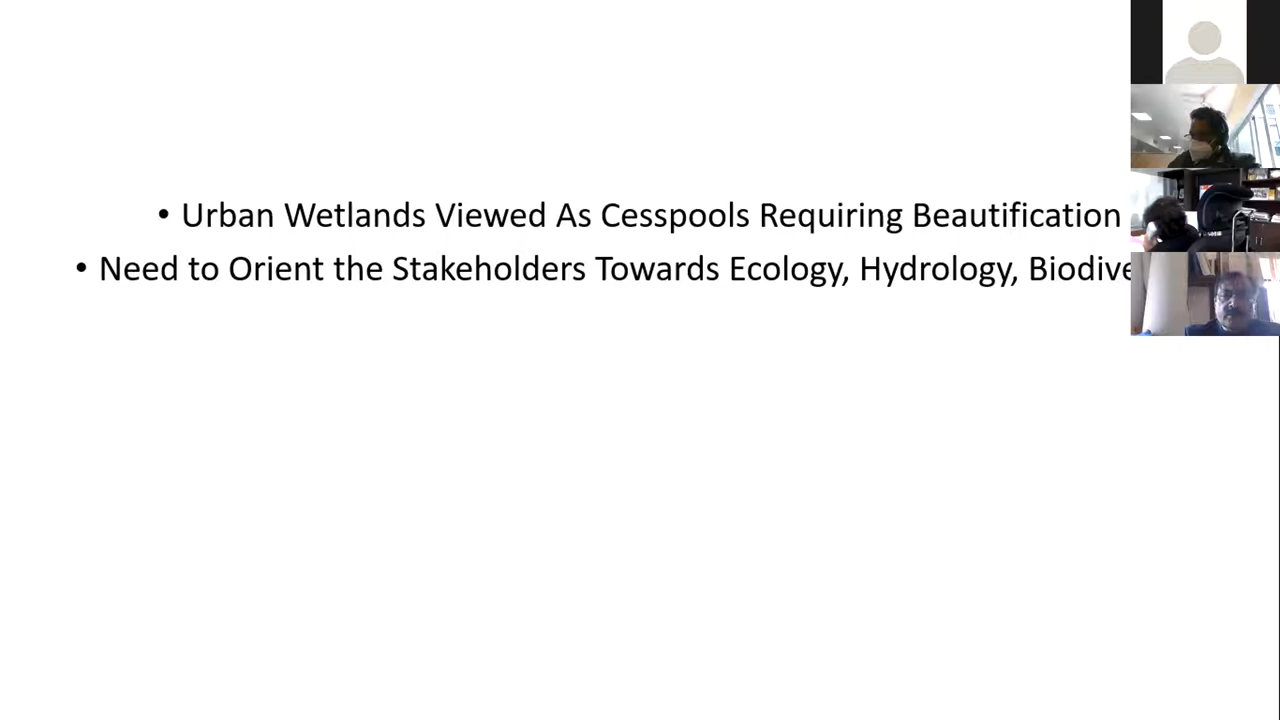 • Urban Wetlands Viewed As Cesspools Requiring Beautification
• Need to Orient the Stakeholders Towards Ecology, Hydrology,